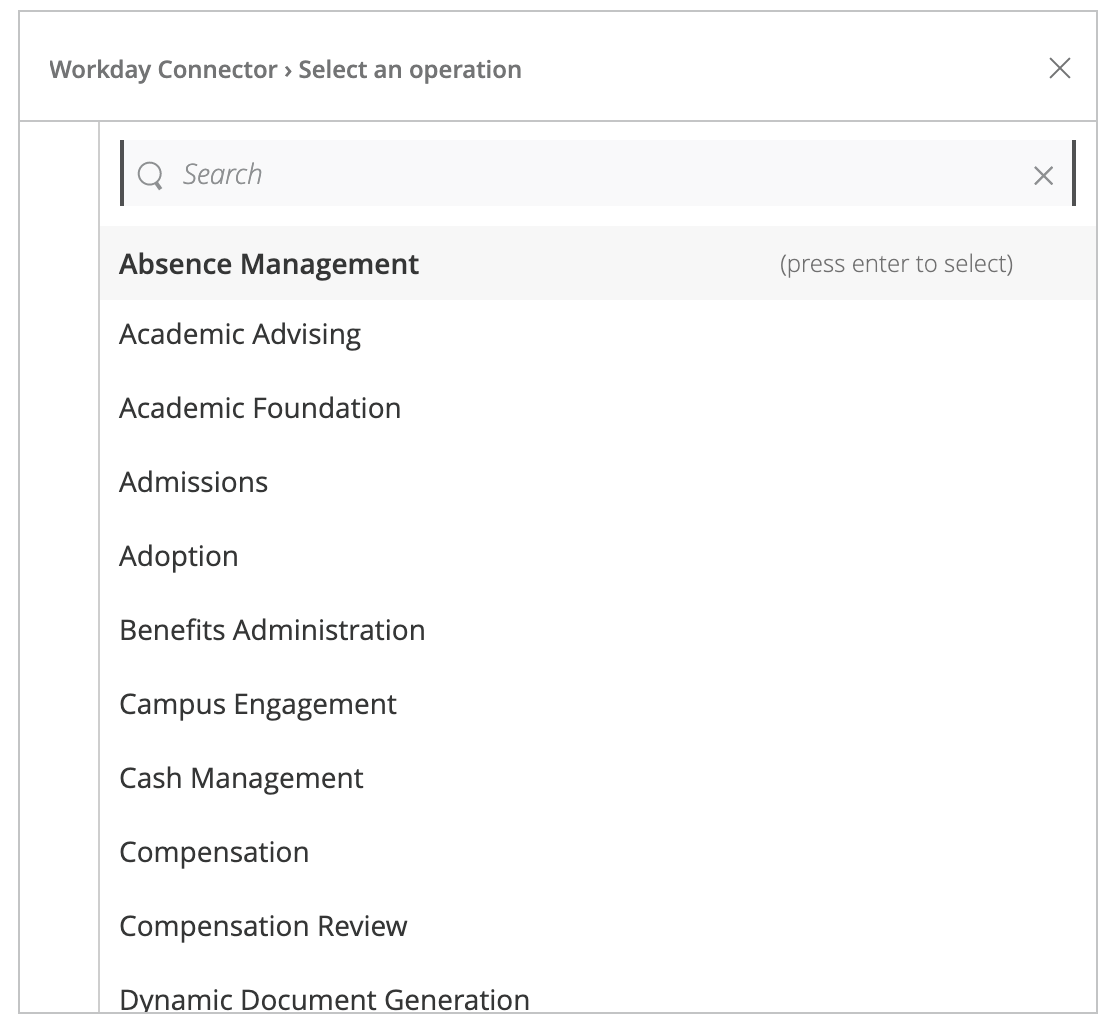 Workday Connector › Select an operation
Search
Absence Management (press enter to select)
Academic Advising
Academic Foundation
Admissions
Adoption
Benefits Administration
Campus Engagement
Cash Management
Compensation
Compensation Review
Dynamic Document Generation